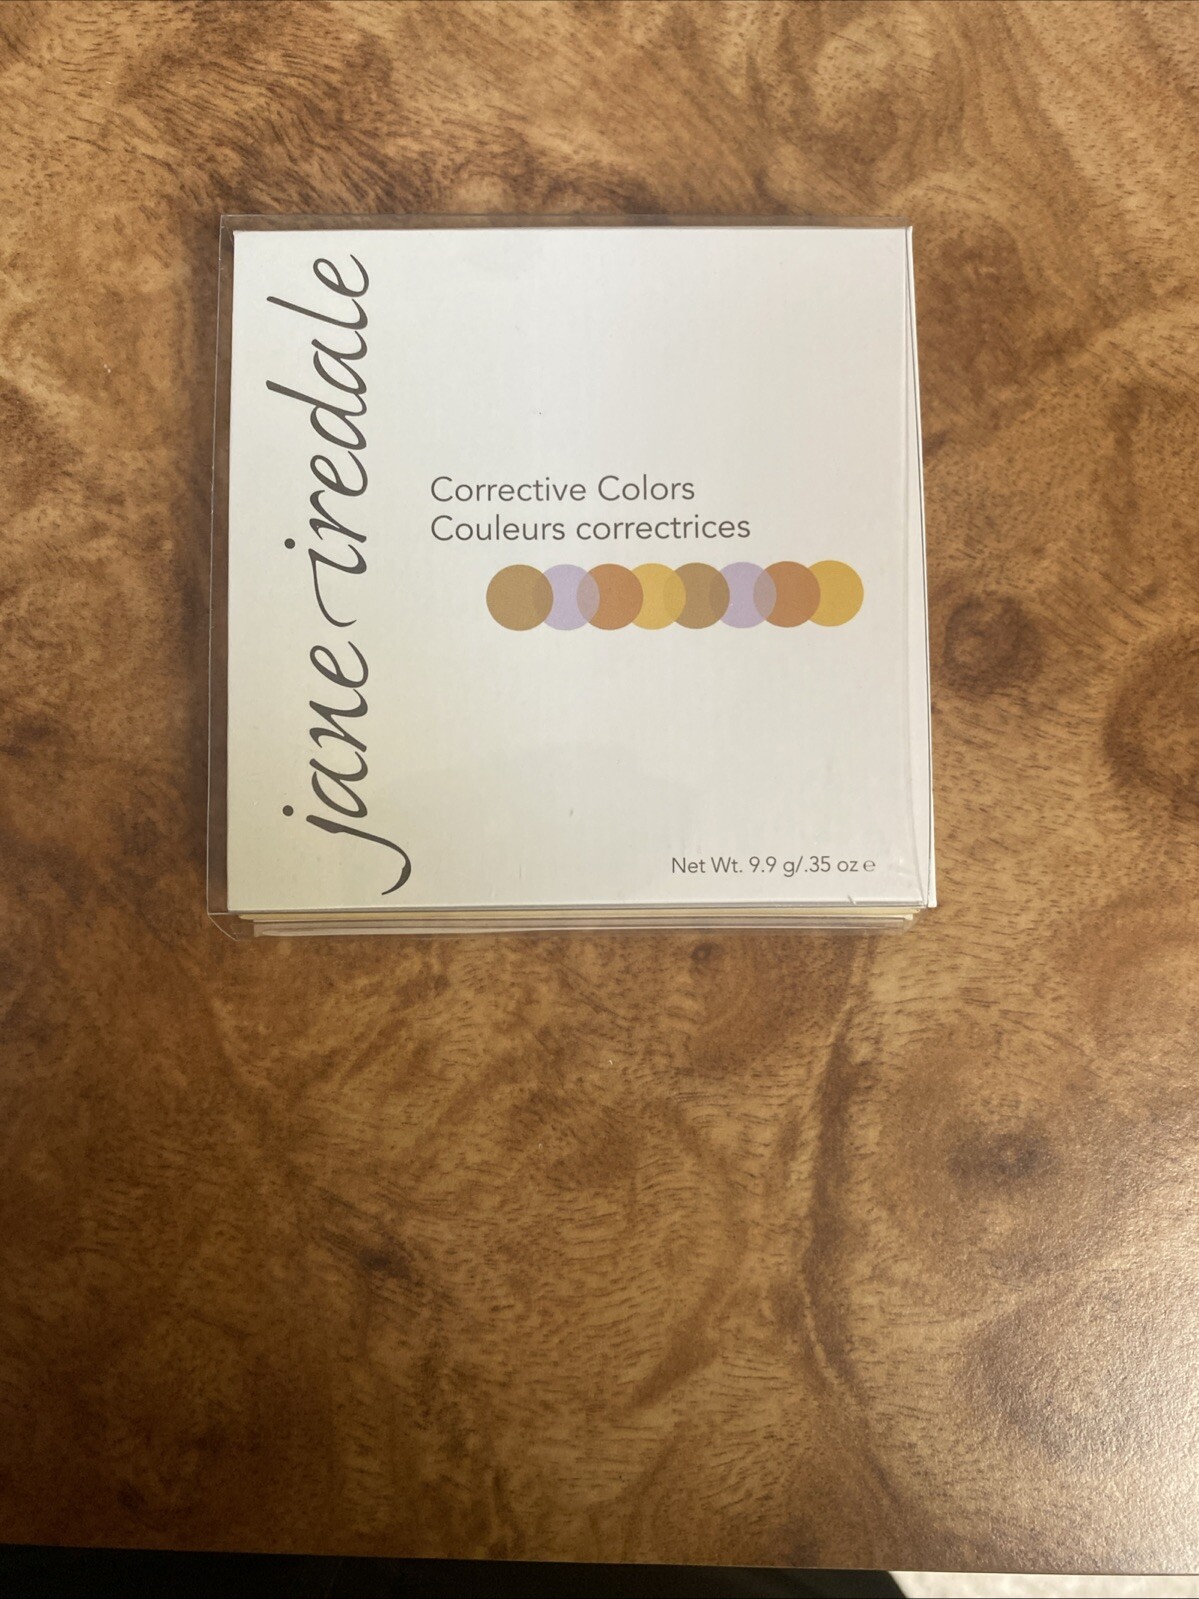 jane iredale
Corrective Colors
Couleurs correctrices
Net Wt. 9.9 g/.35 oz ℮